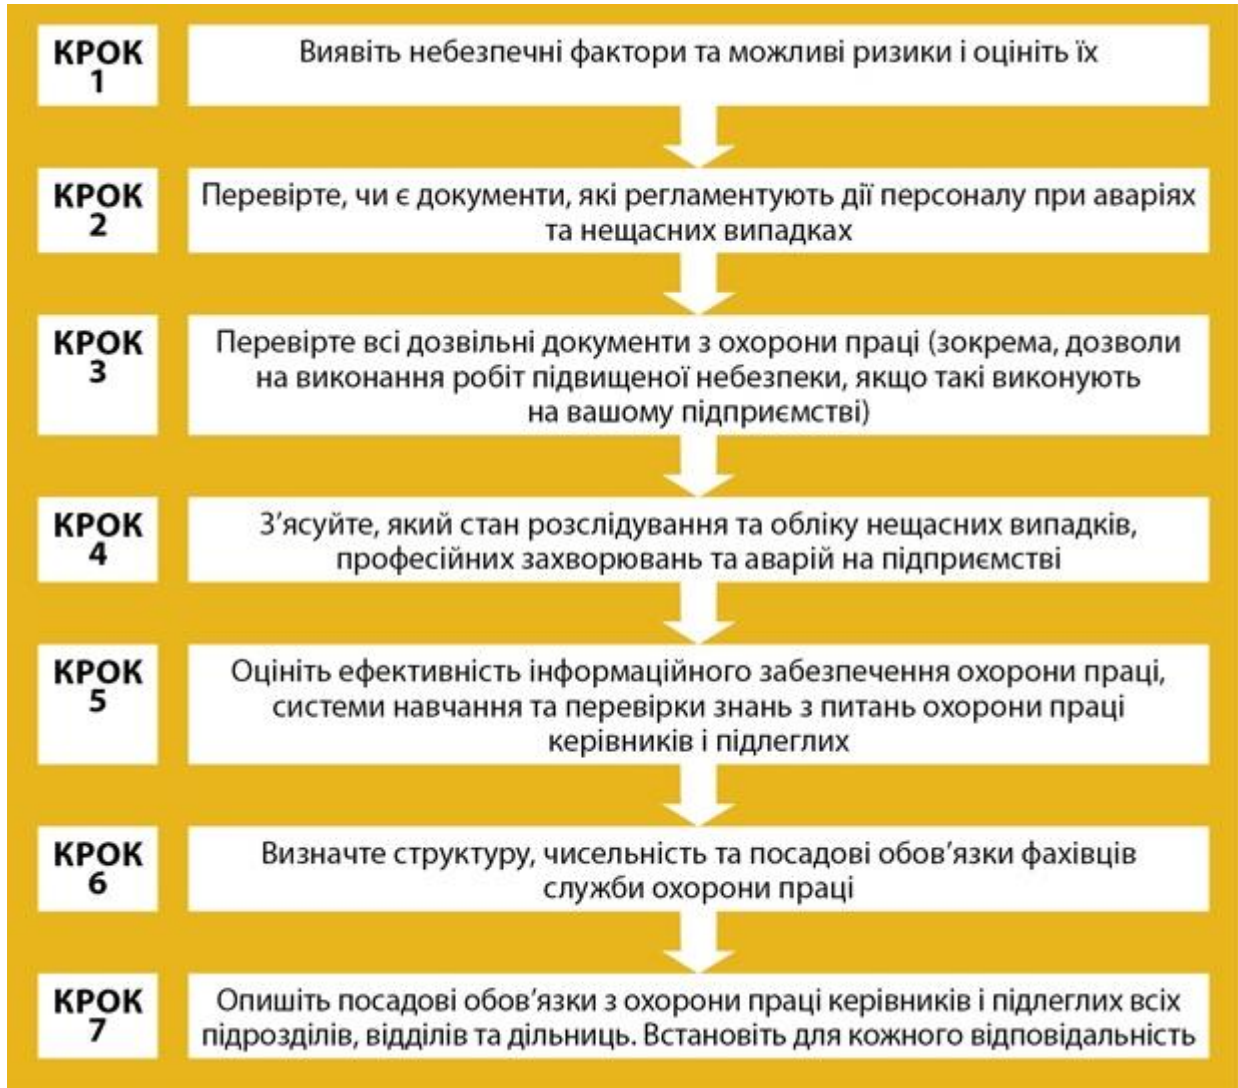 КРОК
1
Виявіть небезпечні фактори та можливі ризики і оцініть їх
КРОК
2
Перевірте, чи є документи, які регламентують дії персоналу при аваріях
та нещасних випадках
КРОК
3
Перевірте всі дозвільні документи з охорони праці (зокрема, дозволи
на виконання робіт підвищеної небезпеки, якщо такі виконують
на вашому підприємстві)
КРОК
4
З’ясуйте, який стан розслідування та обліку нещасних випадків,
професійних захворювань та аварій на підприємстві
КРОК
5
Оцініть ефективність інформаційного забезпечення охорони праці,
системи навчання та перевірки знань з питань охорони праці
керівників і підлеглих
КРОК
6
Визначте структуру, чисельність та посадові обов’язки фахівців
служби охорони праці
КРОК
7
Опишіть посадові обов’язки з охорони праці керівників і підлеглих всіх
підрозділів, відділів та дільниць. Встановіть для кожного відповідальність